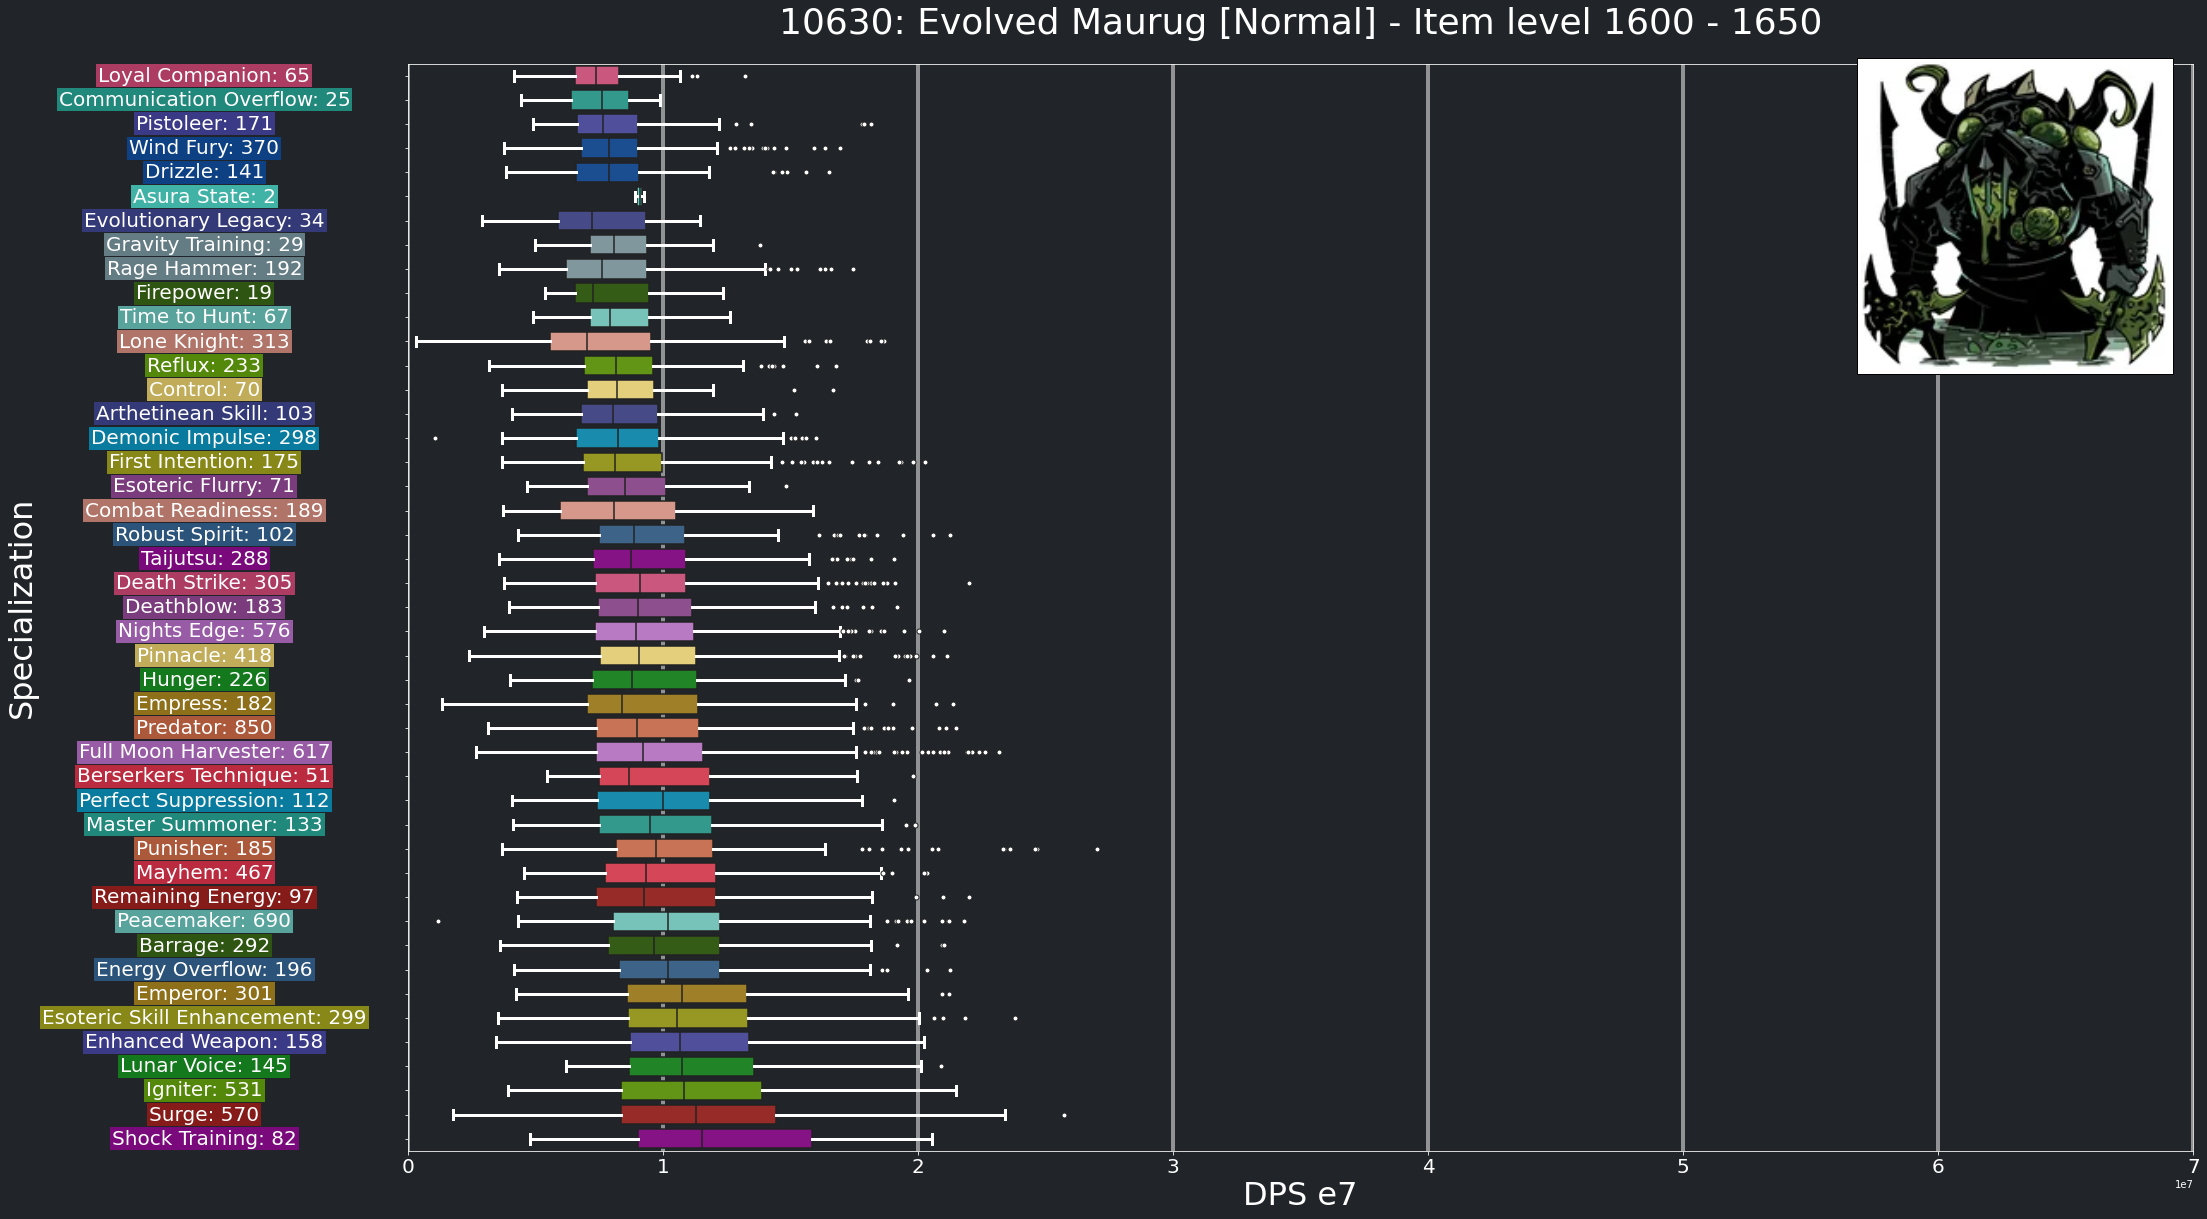 10630: Evolved Maurug [Normal] - Item level 1600 - 1650
Specialization
Loyal Companion: 65
Communication Overflow: 25
Pistoleer: 171
Wind Fury: 370
Drizzle: 141
Asura State: 2
Evolutionary Legacy: 34
Gravity Training: 29
Rage Hammer: 192
Firepower: 19
Time to Hunt: 67
Lone Knight: 313
Reflux: 233
Control: 70
Arthetinean Skill: 103
Demonic Impulse: 298
First Intention: 175
Esoteric Flurry: 71
Combat Readiness: 189
Robust Spirit: 102
Taijutsu: 288
Death Strike: 305
Deathblow: 183
Nights Edge: 576
Pinnacle: 418
Hunger: 226
Empress: 182
Predator: 850
Full Moon Harvester: 617
Berserkers Technique: 51
Perfect Suppression: 112
Master Summoner: 133
Punisher: 185
Mayhem: 467
Remaining Energy: 97
Peacemaker: 690
Barrage: 292
Energy Overflow: 196
Emperor: 301
Esoteric Skill Enhancement: 299
Enhanced Weapon: 158
Lunar Voice: 145
Igniter: 531
Surge: 570
Shock Training: 82
0 1 2 3 4 5 6 7
1e7
DPS e7